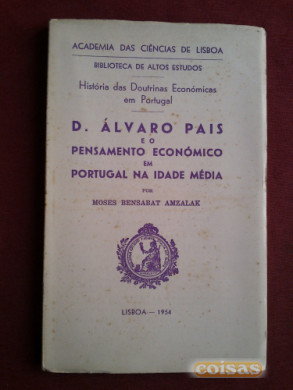 ACADEMIA DAS CIÊNCIAS DE LISBOA
BIBLIOTECA DE ALTOS ESTUDOS
História das Doutrinas Económicas
em Portugal
D. ÁLVARO PAIS
E O
PENSAMENTO ECONÓMICO
EM
PORTUGAL NA IDADE MÉDIA
POR
MOSES BENSABAT AMZALAK
LISBOA — 1954
coisas